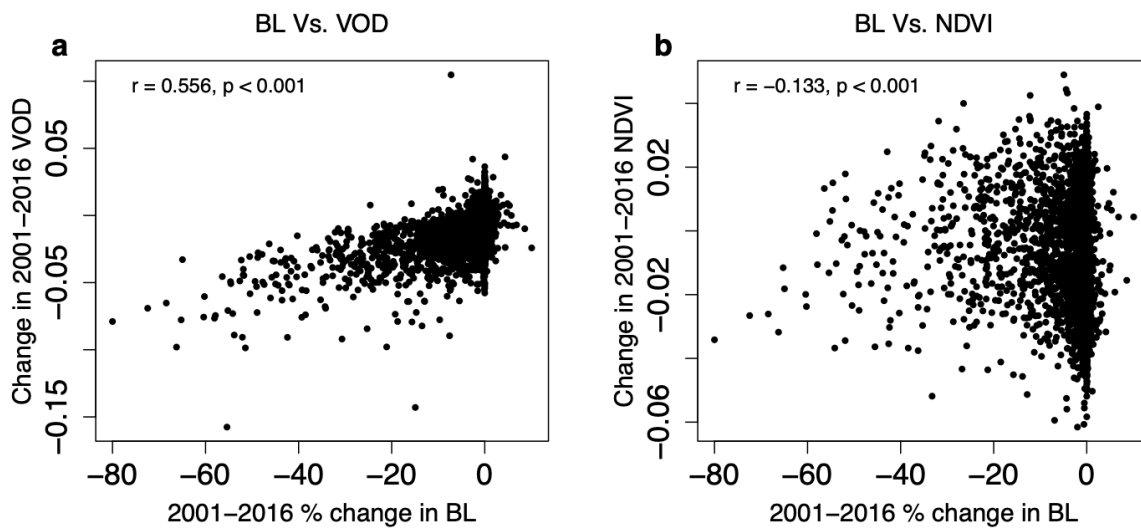 BL Vs. VOD
a
r = 0.556, p < 0.001
Change in 2001−2016 VOD
0.05
−0.05
−0.15
−80 −60 −40 −20 0
2001−2016 % change in BL
BL Vs. NDVI
b
r = −0.133, p < 0.001
Change in 2001−2016 NDVI
0.02
−0.02
−0.06
−80 −60 −40 −20 0
2001−2016 % change in BL